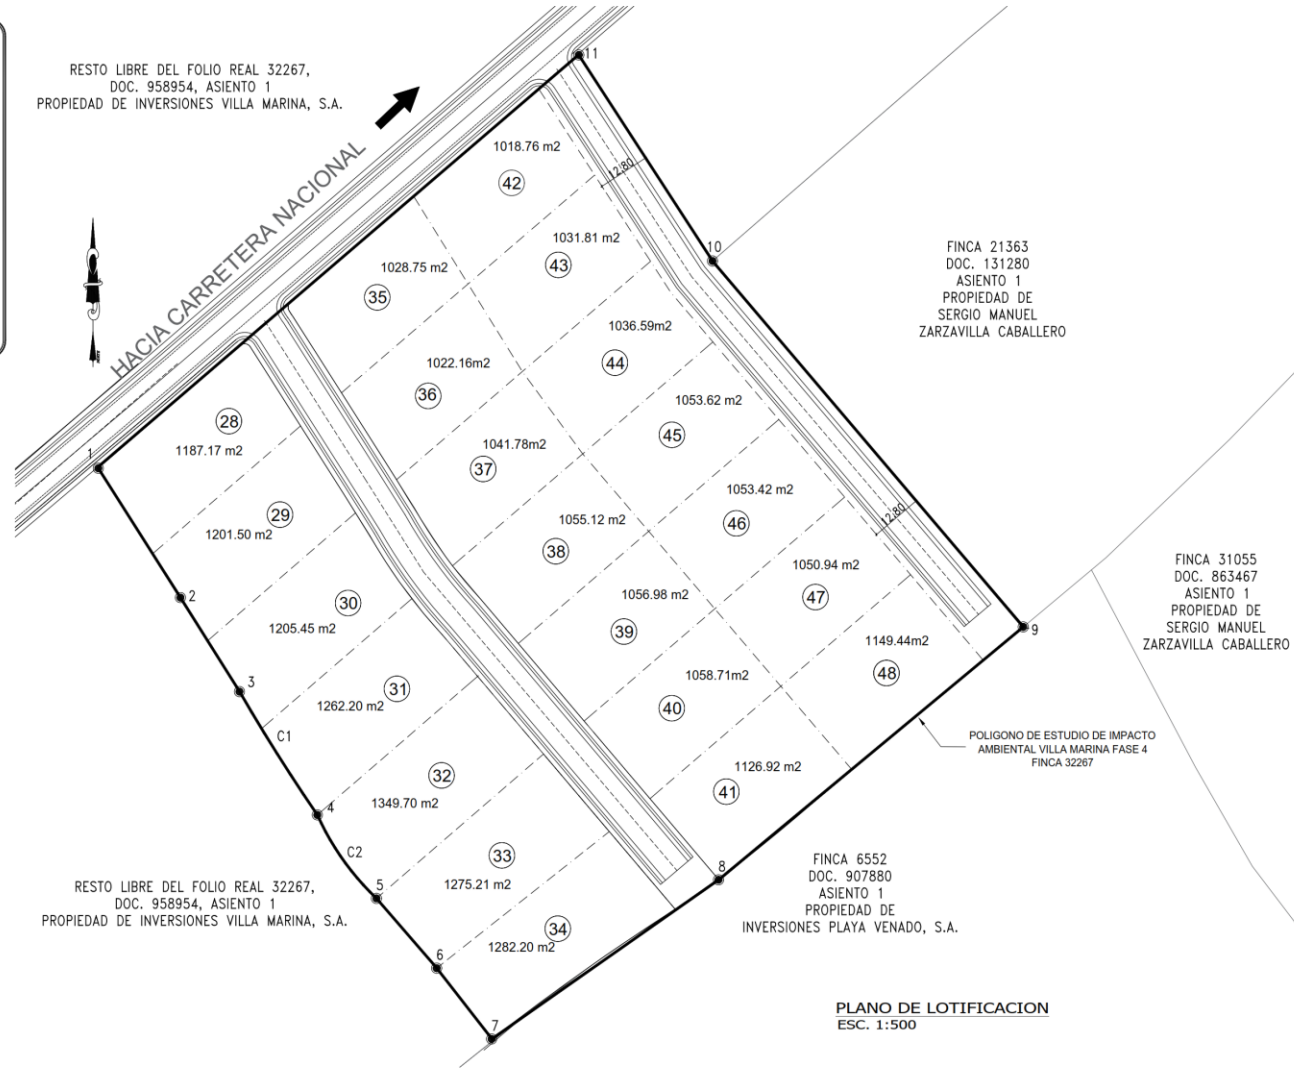 RESTO LIBRE DEL FOLIO REAL 32267,
DOC. 958954, ASIENTO 1
PROPIEDAD DE INVERSIONES VILLA MARINA, S.A.
HACIA CARRETERA NACIONAL
11
1018.76 m2
42
12.80
1031.81 m2
43
10
1028.75 m2
35
FINCA 21363
DOC. 131280
ASIENTO 1
PROPIEDAD DE
SERGIO MANUEL
ZARZAVILLA CABALLERO
1036.59m2
44
1022.16m2
36
1053.62 m2
45
28
1187.17 m2
1
1041.78m2
37
1053.42 m2
46
12.80
29
1201.50 m2
1055.12 m2
38
1050.94 m2
47
FINCA 31055
DOC. 863467
ASIENTO 1
PROPIEDAD DE
SERGIO MANUEL
ZARZAVILLA CABALLERO
2
30
1205.45 m2
1056.98 m2
39
9
1149.44m2
48
3
31
1262.20 m2
1058.71m2
40
C1
POLIGONO DE ESTUDIO DE IMPACTO
AMBIENTAL VILLA MARINA FASE 4
FINCA 32267
32
1349.70 m2
1126.92 m2
41
4
C2
33
1275.21 m2
5
8
FINCA 6552
DOC. 907880
ASIENTO 1
PROPIEDAD DE
INVERSIONES PLAYA VENADO, S.A.
RESTO LIBRE DEL FOLIO REAL 32267,
DOC. 958954, ASIENTO 1
PROPIEDAD DE INVERSIONES VILLA MARINA, S.A.
34
1282.20 m2
6
7
PLANO DE LOTIFICACION
ESC. 1:500